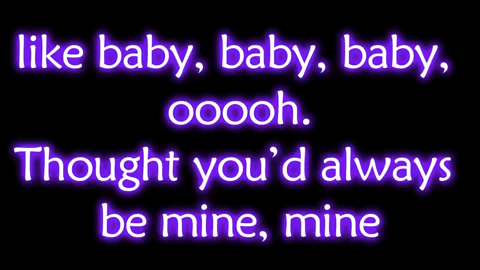 like baby, baby, baby,
ooooh.
Thought you’d always
be mine, mine